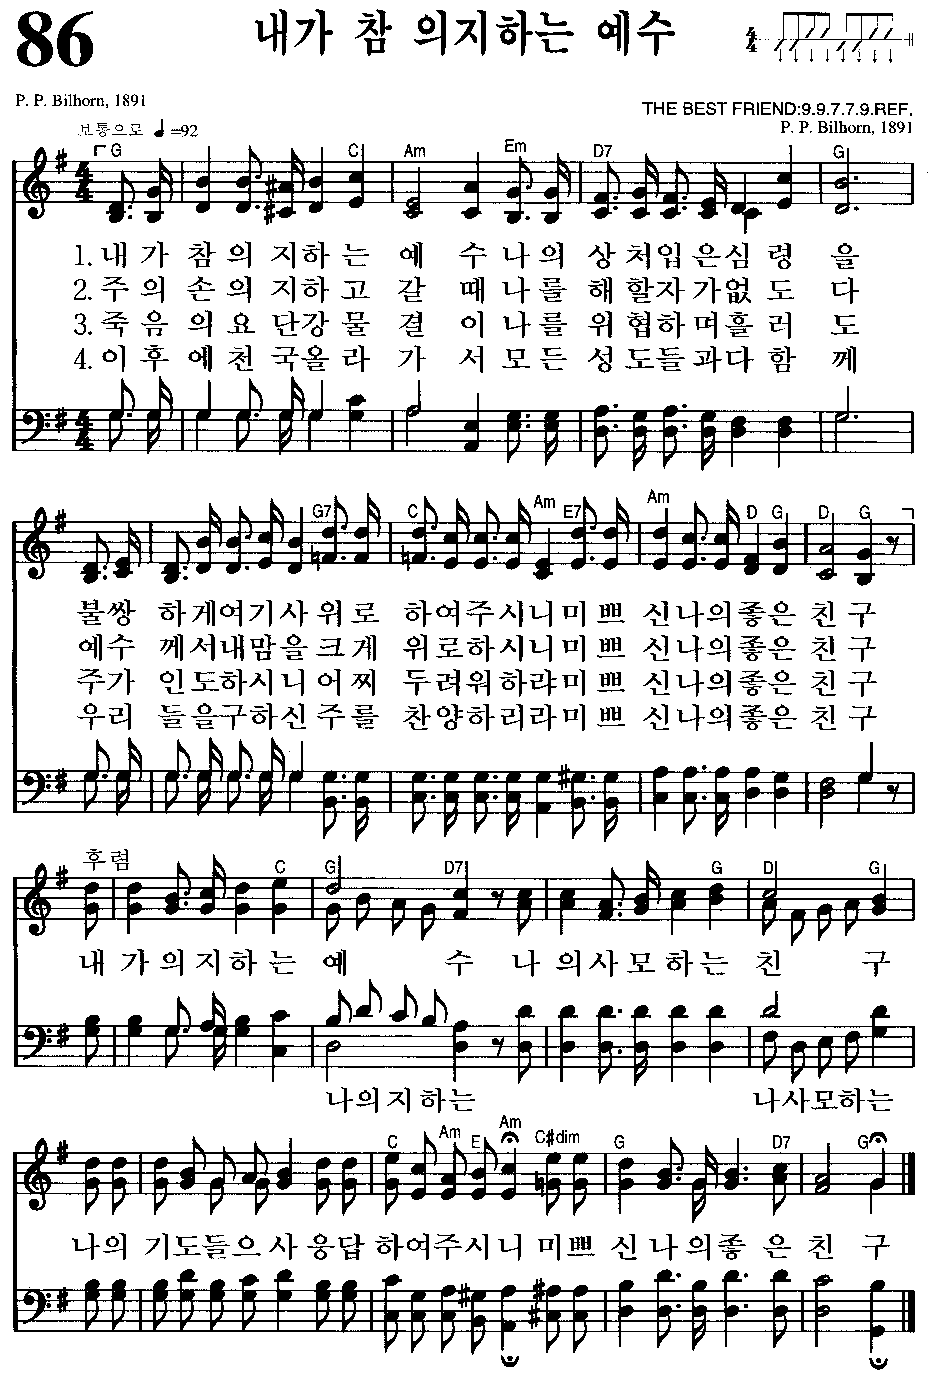 86
내가 참 의지하는 예수
P. P. Bilhorn, 1891
THE BEST FRIEND:9.9.7.7.9.REF.
P. P. Bilhorn, 1891
보통으로 ♩=92
G C Am Em D7 G
1. 내 가 참 의 지하 는 예 수 나의 상 처입 은심 령 을
2. 주 의 손 의 지하 고 갈 때 나를 해 할자 가없 도 다
3. 죽 음 의 요 단강 물 결 이 나를 위 협하 며흘 러 도
4. 이 후 에 천 국올 라 가 서 모든 성 도들 과다 함 께
G7 C Am E7 Am D G D G
불쌍 하게여기사 위로 하여주시니미쁘 신나의좋은 친구
예수 께서내맘을크게 위로하시니미쁘 신나의좋은 친구
주가 인도하시니어찌 두려워하랴미쁘 신나의좋은 친구
우리 들을구하신주를 찬양하리라미쁘 신나의좋은 친구
후렴
C G D7 G D G
내 가의지하는 예 수 나 의사모하는 친 구
나의지하는 나사모하는
C Am E Am C#dim G D7 G
나의 기도들으사 응답 하여주시니 미쁘 신 나의좋 은 친 구